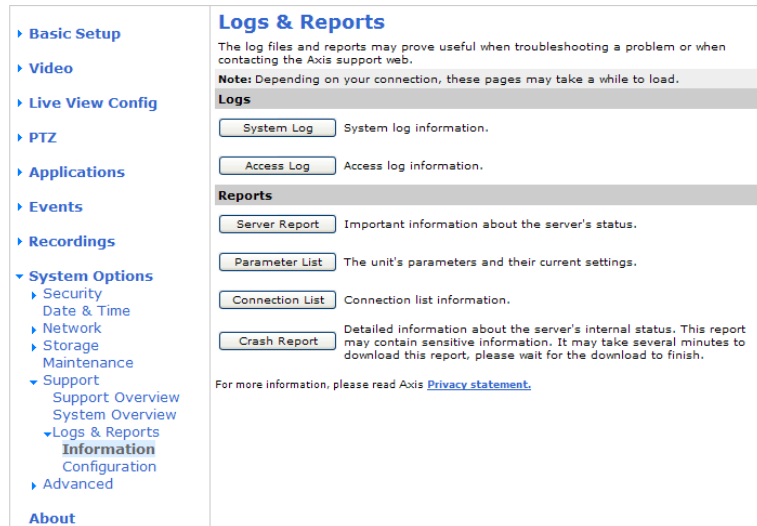 Basic Setup
Video
Live View Config
PTZ
Applications
Events
Recordings
System Options
Security
Date & Time
Network
Storage
Maintenance
Support
Support Overview
System Overview
Logs & Reports
Information
Configuration
Advanced
About
Logs & Reports
The log files and reports may prove useful when troubleshooting a problem or when
contacting the Axis support web.
Note: Depending on your connection, these pages may take a while to load.
Logs
System Log System log information.
Access Log Access log information.
Reports
Server Report Important information about the server's status.
Parameter List The unit's parameters and their current settings.
Connection List Connection list information.
Crash Report Detailed information about the server's internal status. This report
may contain sensitive information. It may take several minutes to
download this report, please wait for the download to finish.
For more information, please read Axis Privacy statement.